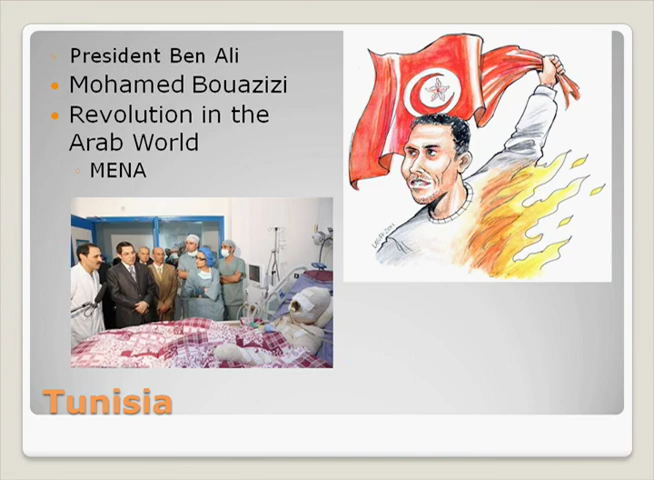 President Ben Ali
Mohamed Bouazizi
Revolution in the
Arab World
MENA
Tunisia